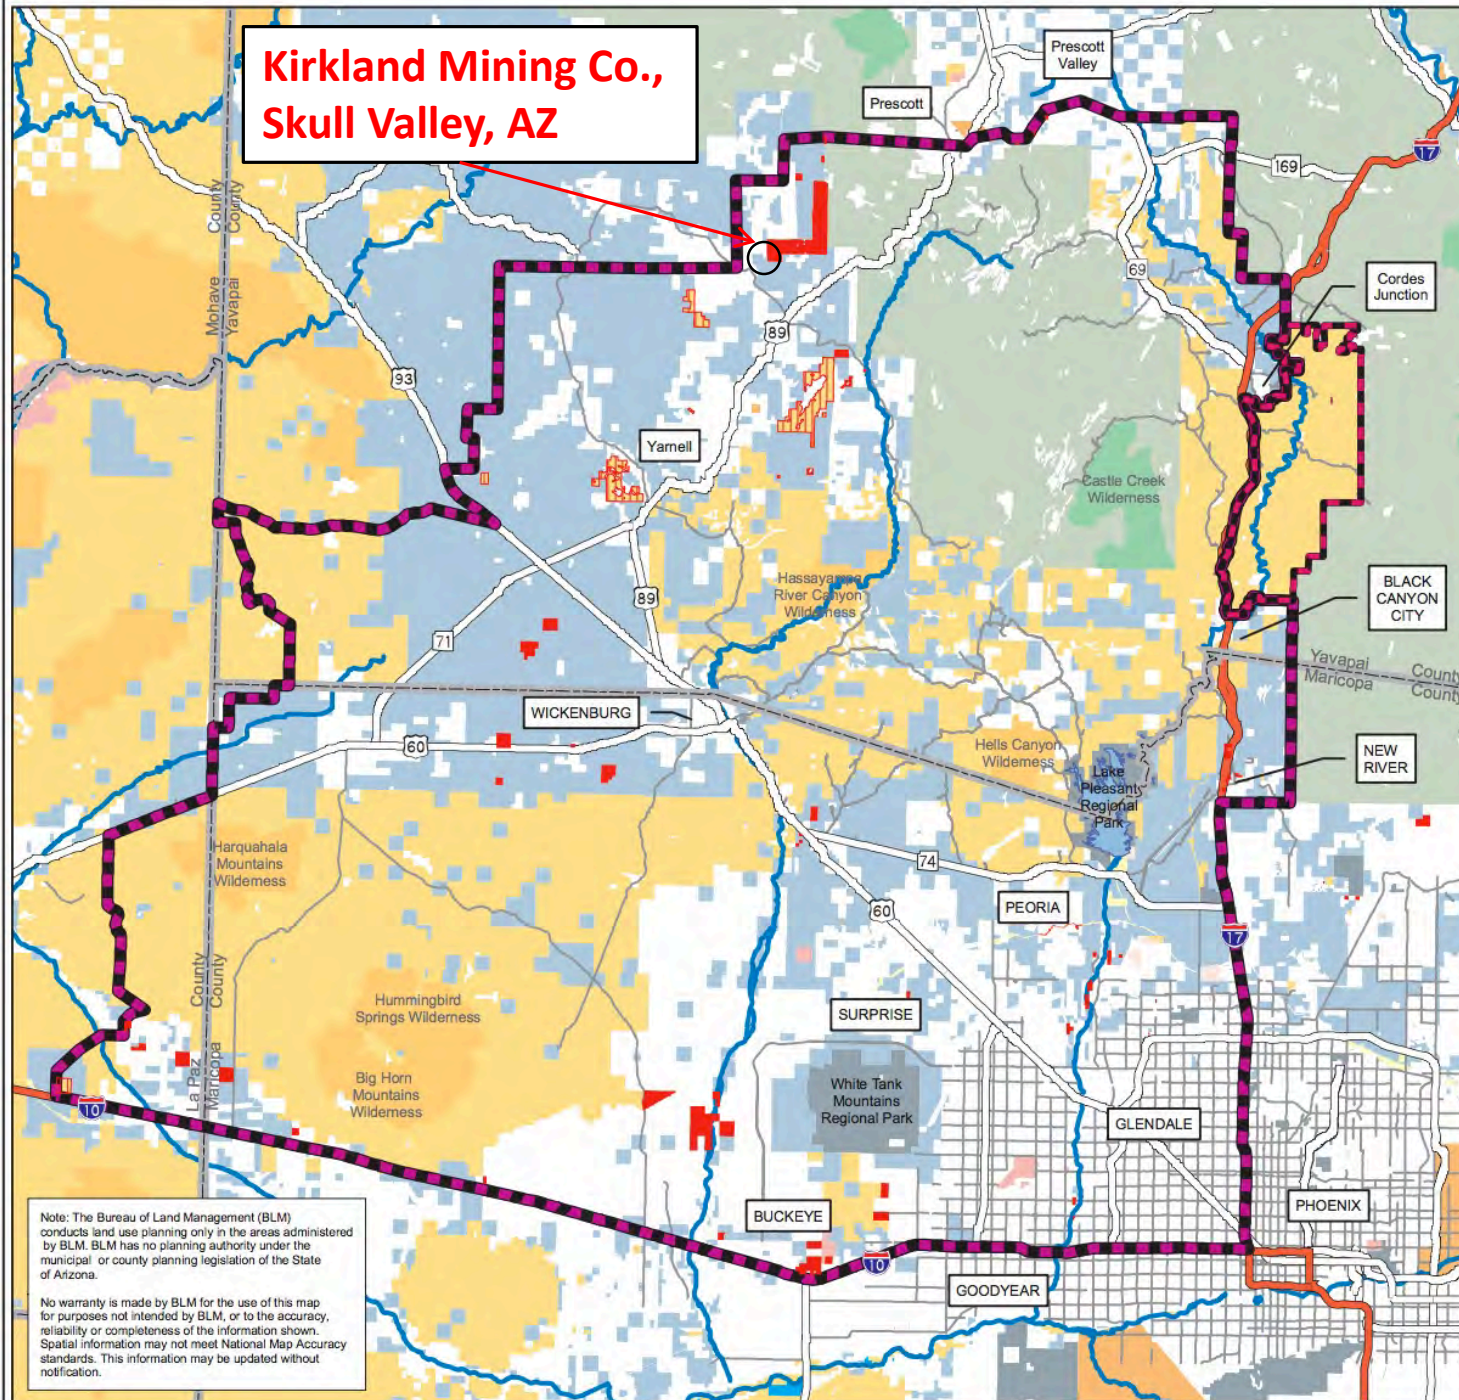 Kirkland Mining Co.,
Skull Valley, AZ
Prescott
Valley
Prescott
17
169
County
County
Mohave
Yavapai
69
Cordes
Junction
89
93
Yarnell
Castle Creek
Wilderness
Hassayampa
River Canyon
Wilderness
89
71
BLACK
CANYON
CITY
Yavapai County
Maricopa County
WICKENBURG
60
Hells Canyon
Wilderness
NEW
RIVER
Lake
Pleasant
Regional
Park
Harquahala
Mountains
Wilderness
74
60
PEORIA
17
County
County
La Paz
Maricopa
Hummingbird
Springs Wilderness
SURPRISE
Big Horn
Mountains
Wilderness
White Tank
Mountains
Regional Park
10
GLENDALE
PHOENIX
BUCKEYE
10
GOODYEAR
Note: The Bureau of Land Management (BLM)
conducts land use planning only in the areas administered
by BLM. BLM has no planning authority under the
municipal or county planning legislation of the State
of Arizona.
No warranty is made by BLM for the use of this map
for purposes not intended by BLM, or to the accuracy,
reliability or completeness of the information shown.
Spatial information may not meet National Map Accuracy
standards. This information may be updated without
notification.